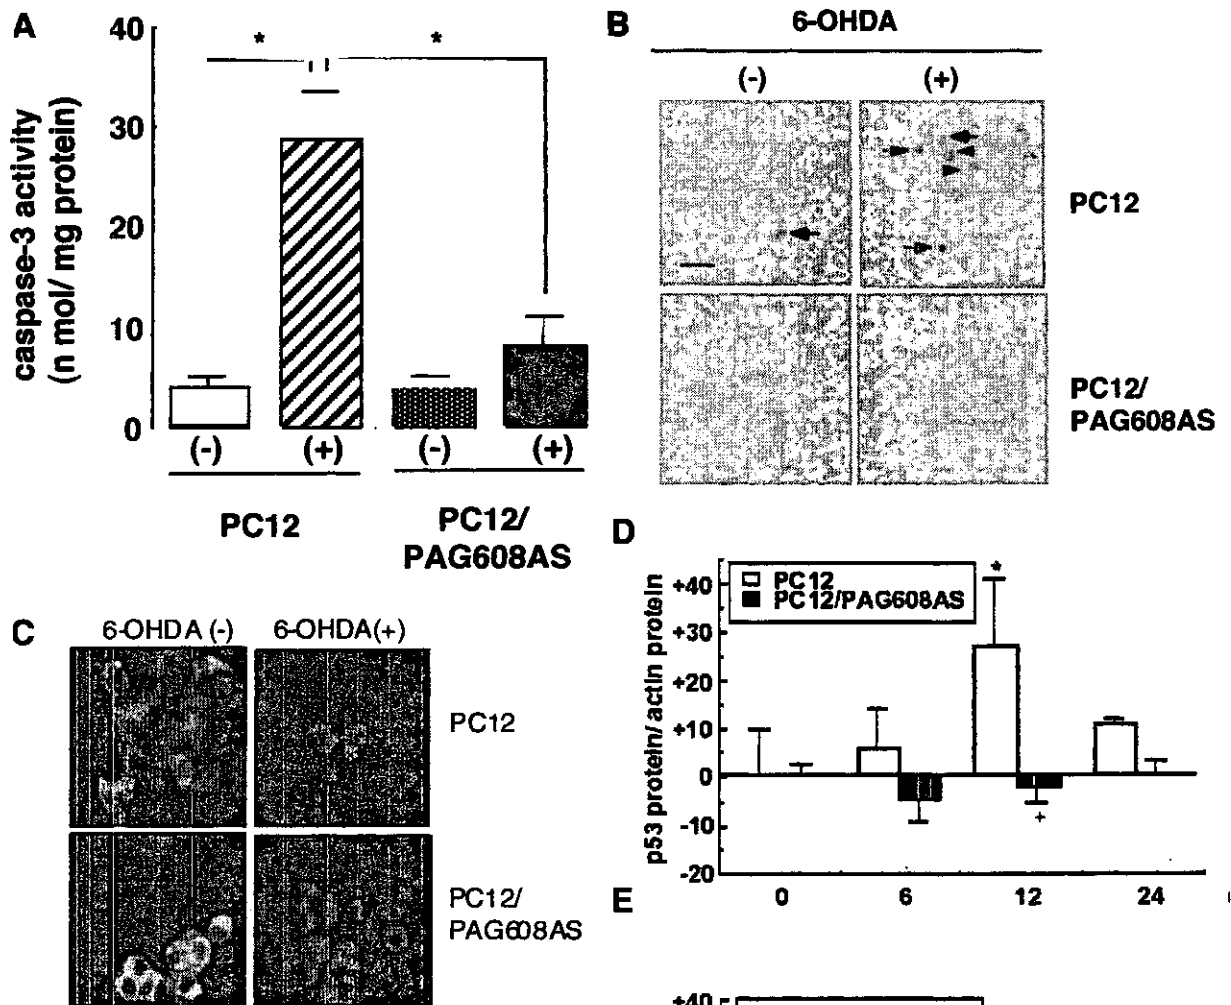 A
40
30
20
10
0
caspase-3 activity
(n mol/ mg protein)
*
*
(-)
(+)
(-)
(+)
PC12
PC12/
PAG608AS
B
6-OHDA
(-)
(+)
PC12
PC12/
PAG608AS
C
6-OHDA (-)
6-OHDA(+)
PC12
PC12/
PAG608AS
D
p53 protein/ actin protein
+40
+30
+20
+10
0
-10
-20
PC12
PC12/PAG608AS
*
+
0
6
12
24
E
+40